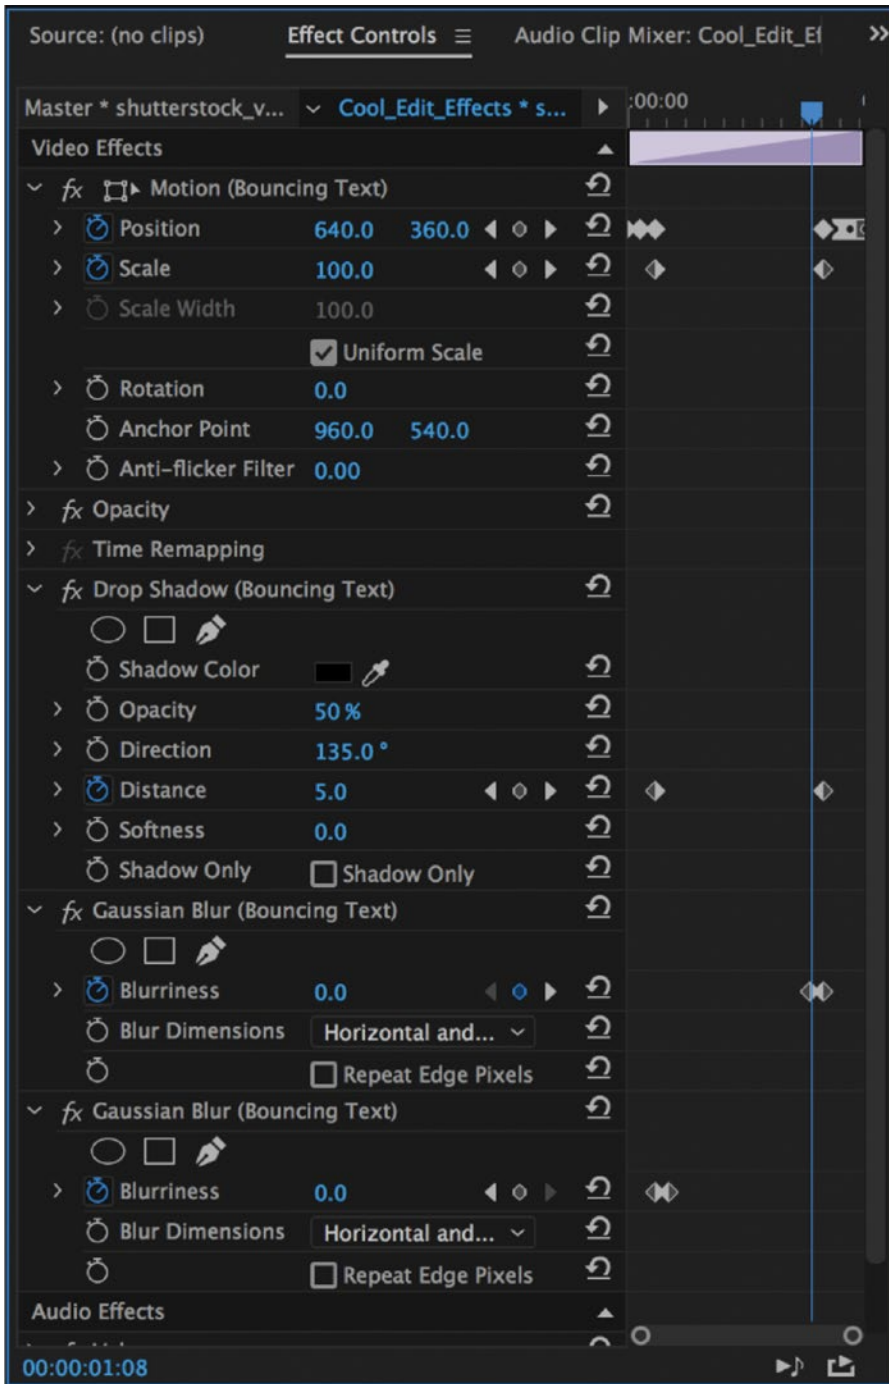 Source: (no clips) Effect Controls Audio Clip Mixer: Cool_Edit_Ef
Master * shutterstock_v... Cool_Edit_Effects * s... :00:00
Video Effects
fx Motion (Bouncing Text)
Position 640.0 360.0
Scale 100.0
Scale Width 100.0
Uniform Scale
Rotation 0.0
Anchor Point 960.0 540.0
Anti-flicker Filter 0.00
fx Opacity
fx Time Remapping
fx Drop Shadow (Bouncing Text)
Shadow Color
Opacity 50 %
Direction 135.0 °
Distance 5.0
Softness 0.0
Shadow Only Shadow Only
fx Gaussian Blur (Bouncing Text)
Blurriness 0.0
Blur Dimensions Horizontal and...
Repeat Edge Pixels
fx Gaussian Blur (Bouncing Text)
Blurriness 0.0
Blur Dimensions Horizontal and...
Repeat Edge Pixels
Audio Effects
00:00:01:08